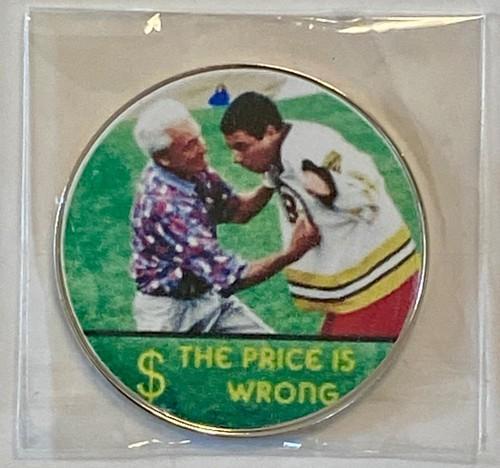 $ THE PRICE IS
WRONG